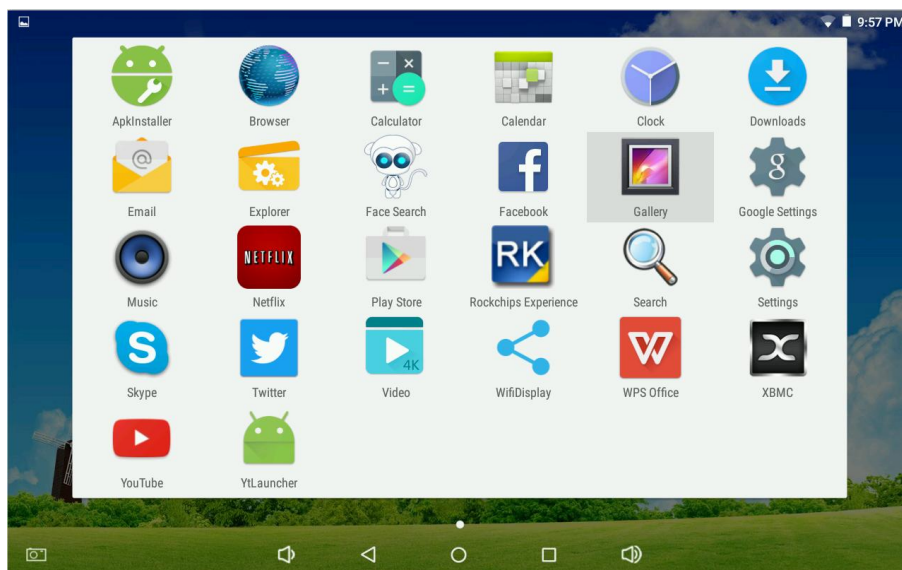 9:57 PM
ApkInstaller Browser Calculator Calendar Clock Downloads
@ g
Email Explorer Face Search Facebook Gallery Google Settings
NETFLIX RK
Music Netflix Play Store Rockchips Experience Search Settings
S 4K W
Skype Twitter Video WifiDisplay WPS Office XBMC
YouTube YtLauncher